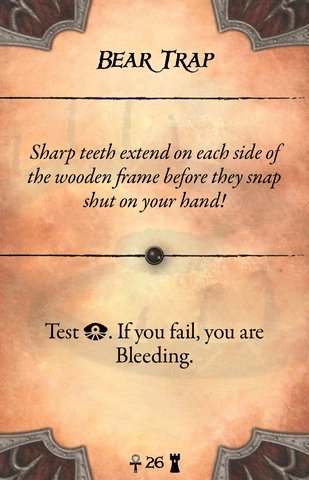 Bear Trap
Sharp teeth extend on each side of
the wooden frame before they snap
shut on your hand!
Test . If you fail, you are
Bleeding.
26